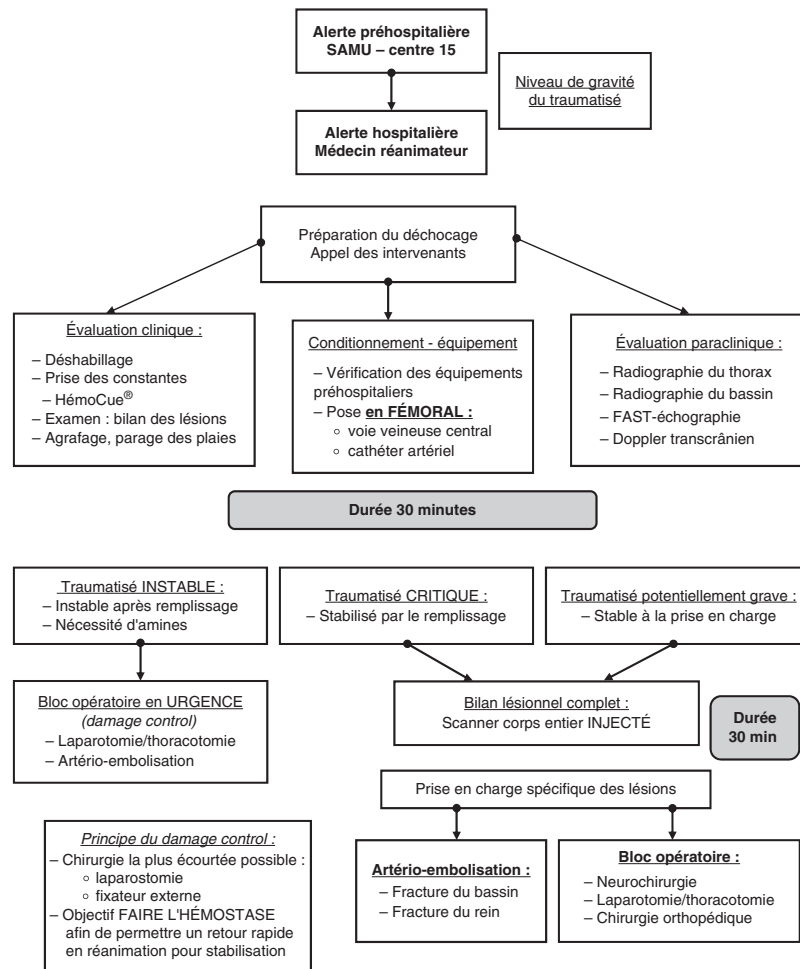 Alerte préhospitalière
SAMU – centre 15
Niveau de gravité
du traumatisé
Alerte hospitalière
Médecin réanimateur
Préparation du déchocage
Appel des intervenants
Évaluation clinique :
– Déshabillage
– Prise des constantes
– HémoCue®
– Examen : bilan des lésions
– Agrafage, parage des plaies
Conditionnement - équipement
– Vérification des équipements
préhospitaliers
– Pose en FÉMORAL :
◦ voie veineuse central
◦ cathéter artériel
Évaluation paraclinique :
– Radiographie du thorax
– Radiographie du bassin
– FAST-échographie
– Doppler transcrânien
Durée 30 minutes
Traumatisé INSTABLE :
– Instable après remplissage
– Nécessité d'amines
Traumatisé CRITIQUE :
– Stabilisé par le remplissage
Traumatisé potentiellement grave :
– Stable à la prise en charge
Bloc opératoire en URGENCE
(damage control)
– Laparotomie/thoracotomie
– Artério-embolisation
Bilan lésionnel complet :
Scanner corps entier INJECTÉ
Durée
30 min
Prise en charge spécifique des lésions
Principe du damage control :
– Chirurgie la plus écourtée possible :
◦ laparostomie
◦ fixateur externe
– Objectif FAIRE L'HÉMOSTASE
afin de permettre un retour rapide
en réanimation pour stabilisation
Artério-embolisation :
– Fracture du bassin
– Fracture du rein
Bloc opératoire :
– Neurochirurgie
– Laparotomie/thoracotomie
– Chirurgie orthopédique